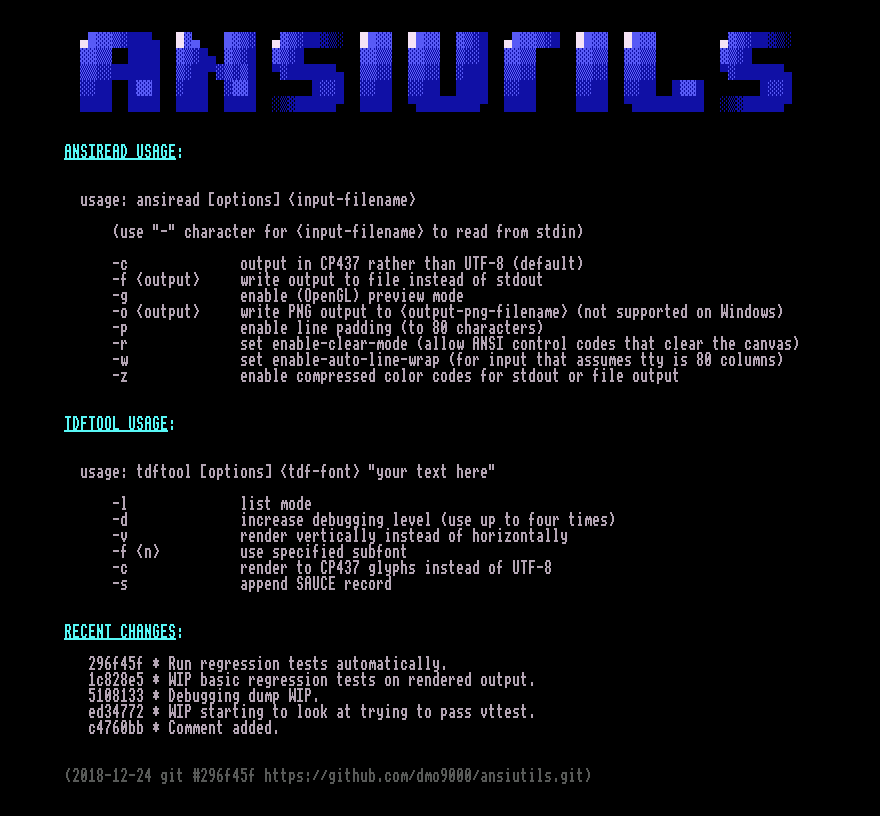 ANSIUTILS
ANSIREAD USAGE:
usage: ansiread [options] <input-filename>
(use "-" character for <input-filename> to read from stdin)
-c output in CP437 rather than UTF-8 (default)
-f <output> write output to file instead of stdout
-g enable (OpenGL) preview mode
-o <output> write PNG output to <output-png-filename> (not supported on Windows)
-p enable line padding (to 80 characters)
-r set enable-clear-mode (allow ANSI control codes that clear the canvas)
-w set enable-auto-line-wrap (for input that assumes tty is 80 columns)
-z enable compressed color codes for stdout or file output
TDFTOOL USAGE:
usage: tdftool [options] <tdf-font> "your text here"
-l list mode
-d increase debugging level (use up to four times)
-v render vertically instead of horizontally
-f <n> use specified subfont
-c render to CP437 glyphs instead of UTF-8
-s append SAUCE record
RECENT CHANGES:
296f45f * Run regression tests automatically.
1c828e5 * WIP basic regression tests on rendered output.
5108133 * Debugging dump WIP.
ed34772 * WIP starting to look at trying to pass vttest.
c4760bb * Comment added.
(2018-12-24 git #296f45f https://github.com/dmo9000/ansiutils.git)